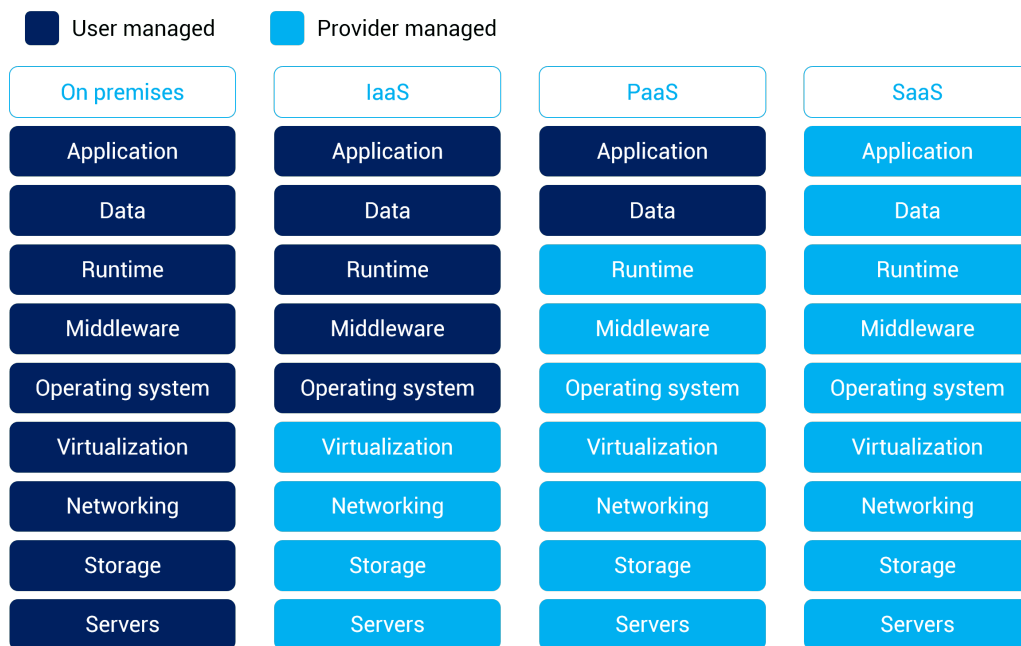 User managed
Provider managed
On premises
IaaS
PaaS
SaaS
Application
Application
Application
Application
Data
Data
Data
Data
Runtime
Runtime
Runtime
Runtime
Middleware
Middleware
Middleware
Middleware
Operating system
Operating system
Operating system
Operating system
Virtualization
Virtualization
Virtualization
Virtualization
Networking
Networking
Networking
Networking
Storage
Storage
Storage
Storage
Servers
Servers
Servers
Servers